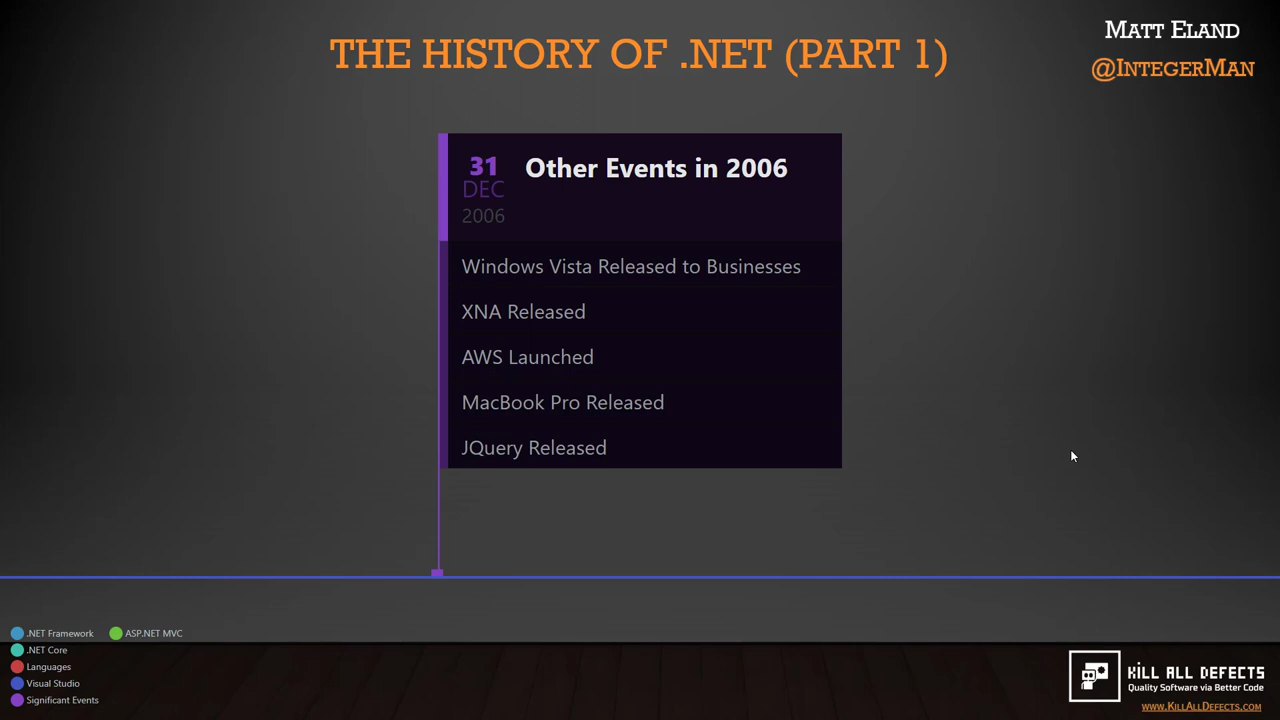 MATT ELAND
THE HISTORY OF .NET (PART 1)
@INTEGERMAN
31
DEC
2006
Other Events in 2006
Windows Vista Released to Businesses
XNA Released
AWS Launched
MacBook Pro Released
JQuery Released
.NET Framework
ASP.NET MVC
.NET Core
Languages
Visual Studio
Significant Events
KILL ALL DEFECTS
Quality Software via Better Code
WWW.KILLALLDEFECTS.COM